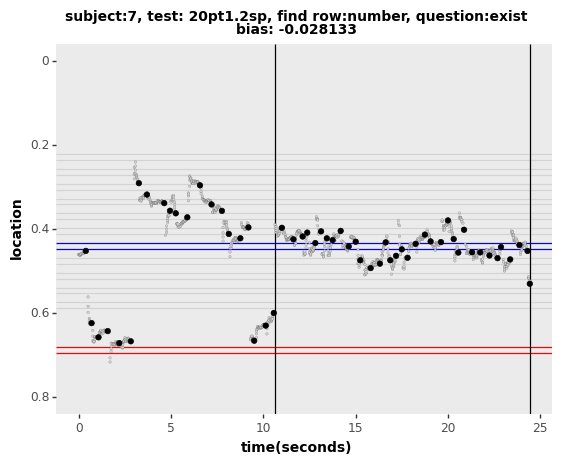 subject:7, test: 20pt1.2sp, find row:number, question:exist
bias: -0.028133
0
0.2
0.4
0.6
0.8
location
0
5
10
15
20
25
time(seconds)